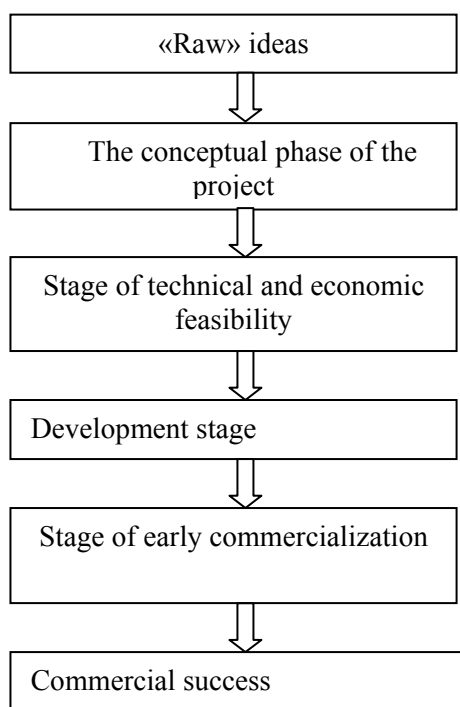 «Raw» ideas
The conceptual phase of the
project
Stage of technical and economic
feasibility
Development stage
Stage of early commercialization
Commercial success